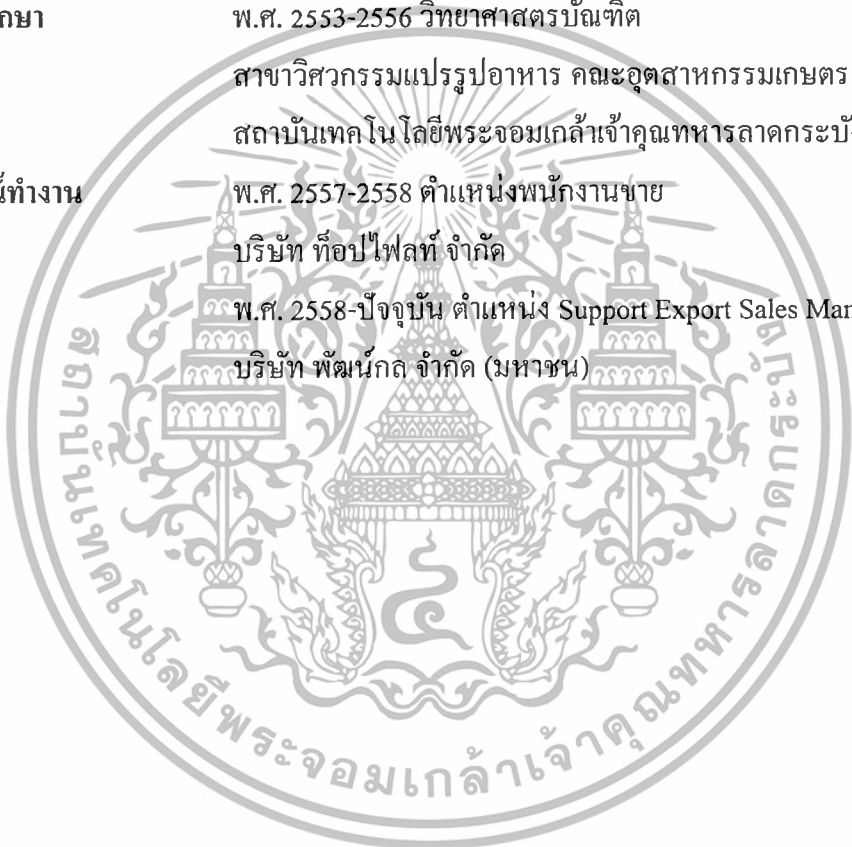 กษา พ.ศ. 2553-2556 วิทยาศาสตรบัณฑิต
สาขาวิศวกรรมแปรรูปอาหาร คณะอุตสาหกรรมเกษตร
สถาบันเทคโนโลยีพระจอมเกล้าเจ้าคุณทหารลาดกระบั
น์ทำงาน พ.ศ. 2557-2558 ตำแหน่งพนักงานขาย
บริษัท ท็อปไฟลท์ จำกัด
พ.ศ. 2558-ปัจจุบัน ตำแหน่ง Support Export Sales Man
บริษัท พัฒน์กล จำกัด (มหาชน)
สถาบันเทคโนโลยีพระจอมเกล้าเจ้าคุณทหารลาดกระบัง
๔